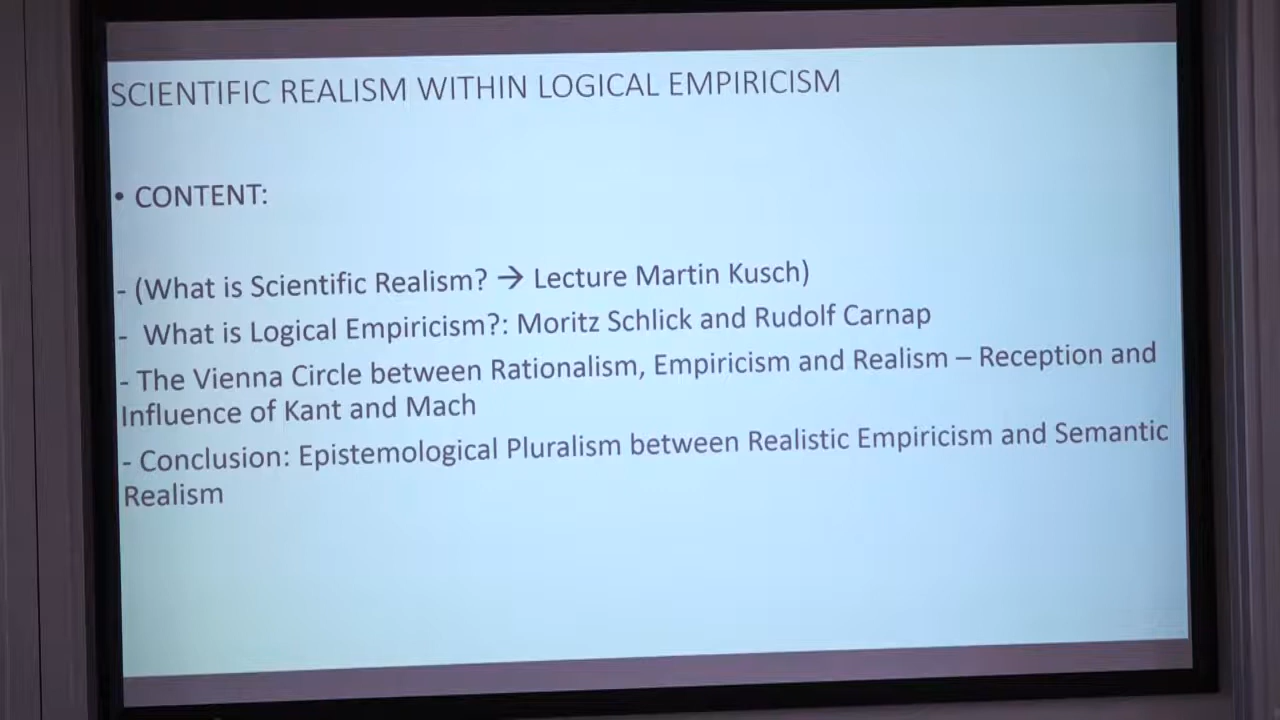 SCIENTIFIC REALISM WITHIN LOGICAL EMPIRICISM
• CONTENT:
- (What is Scientific Realism? → Lecture Martin Kusch)
- What is Logical Empiricism?: Moritz Schlick and Rudolf Carnap
- The Vienna Circle between Rationalism, Empiricism and Realism – Reception and
Influence of Kant and Mach
- Conclusion: Epistemological Pluralism between Realistic Empiricism and Semantic
Realism